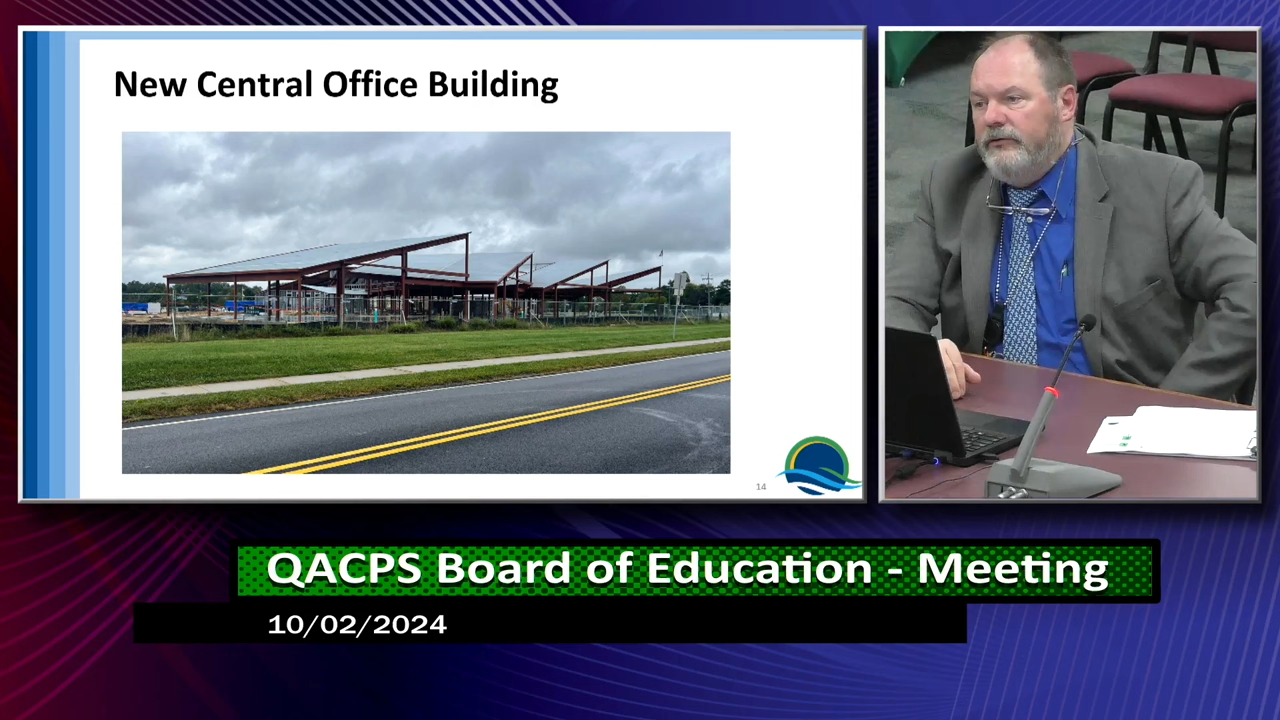 New Central Office Building
14
QACPS Board of Education - Meeting
10/02/2024